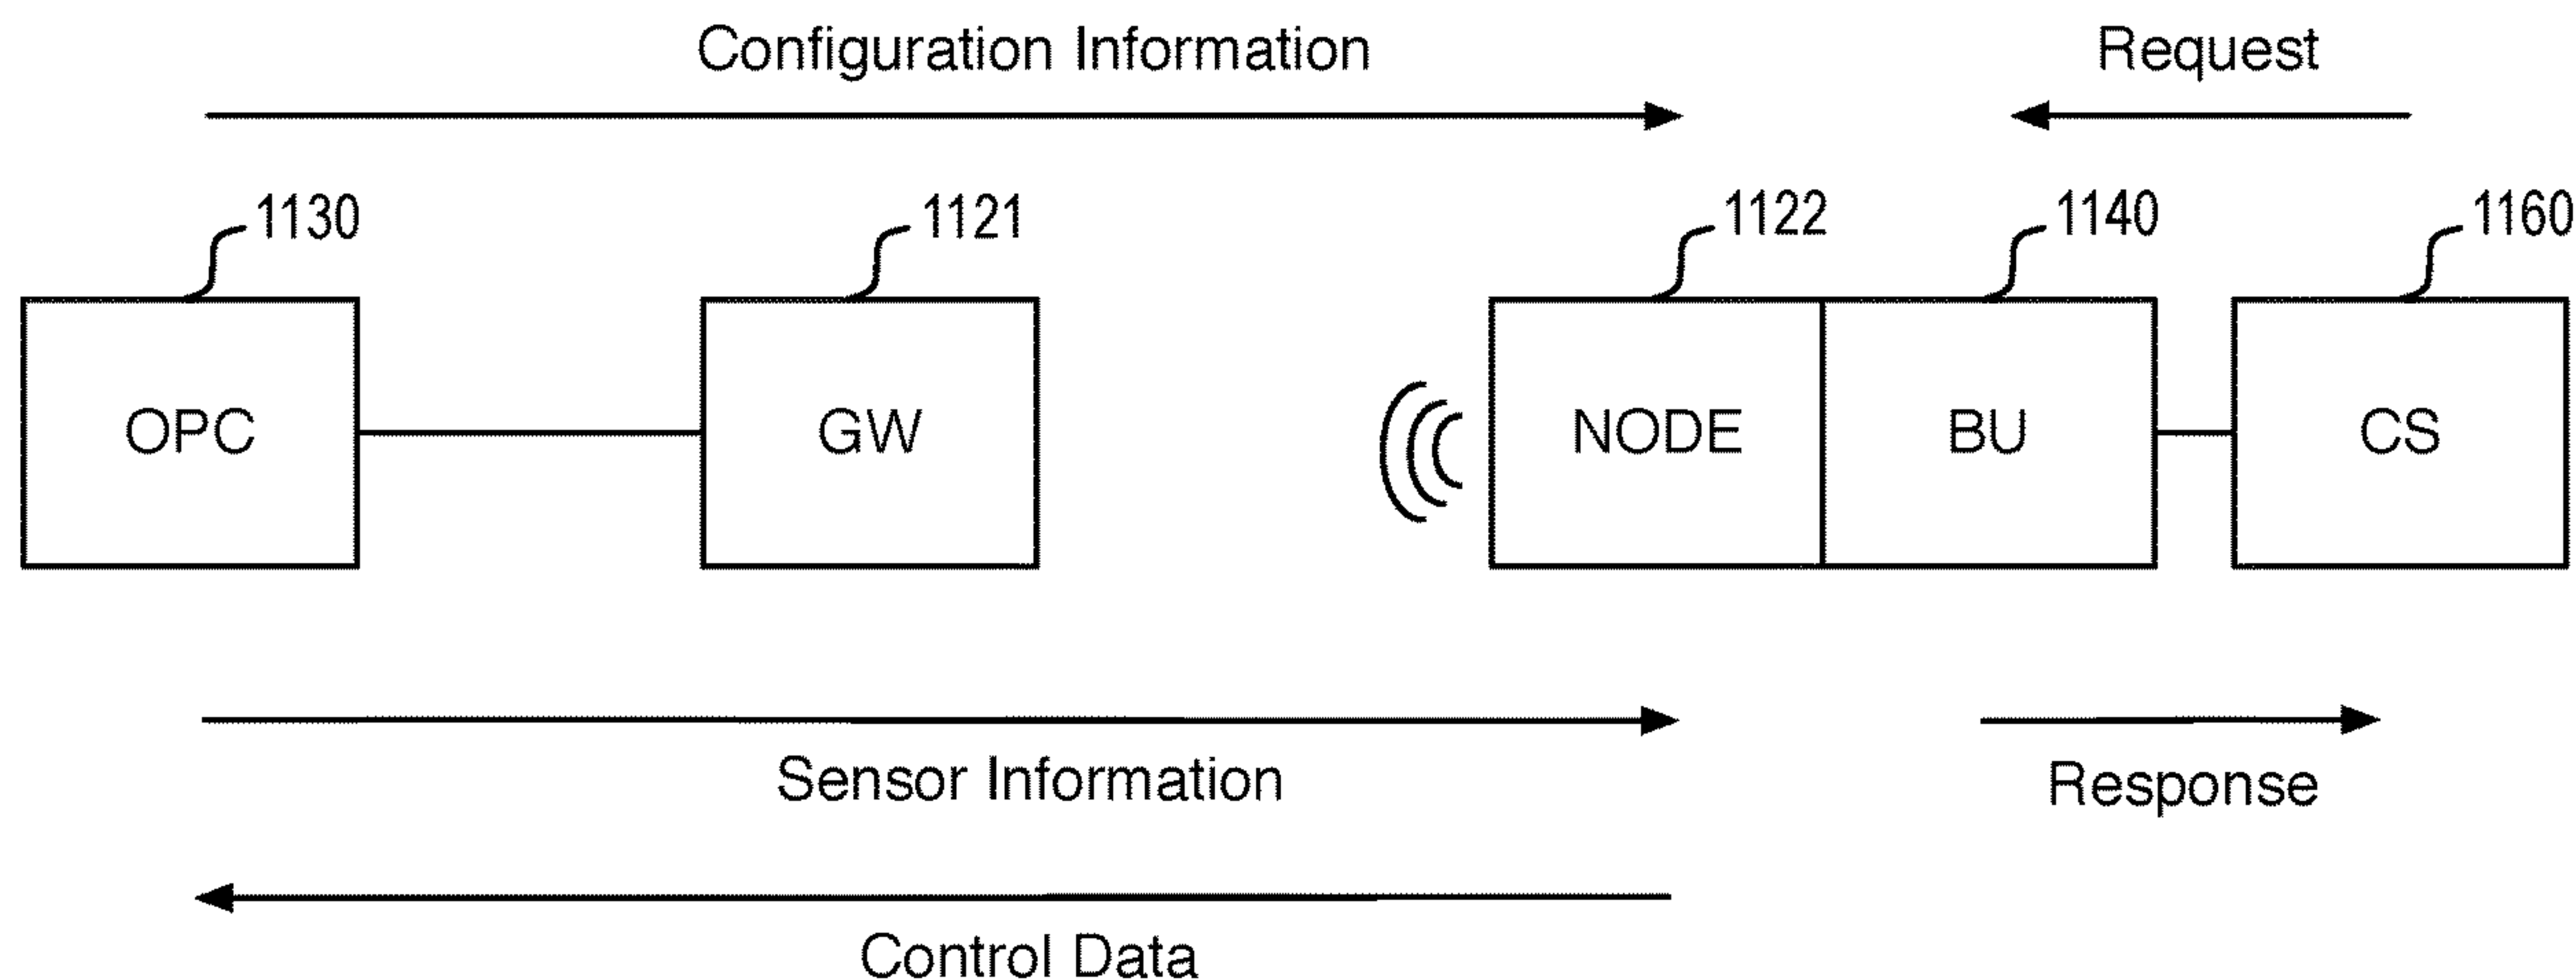 Configuration Information
Request
1130
1121
1122
1140
1160
OPC
GW
NODE
BU
CS
Sensor Information
Response
Control Data